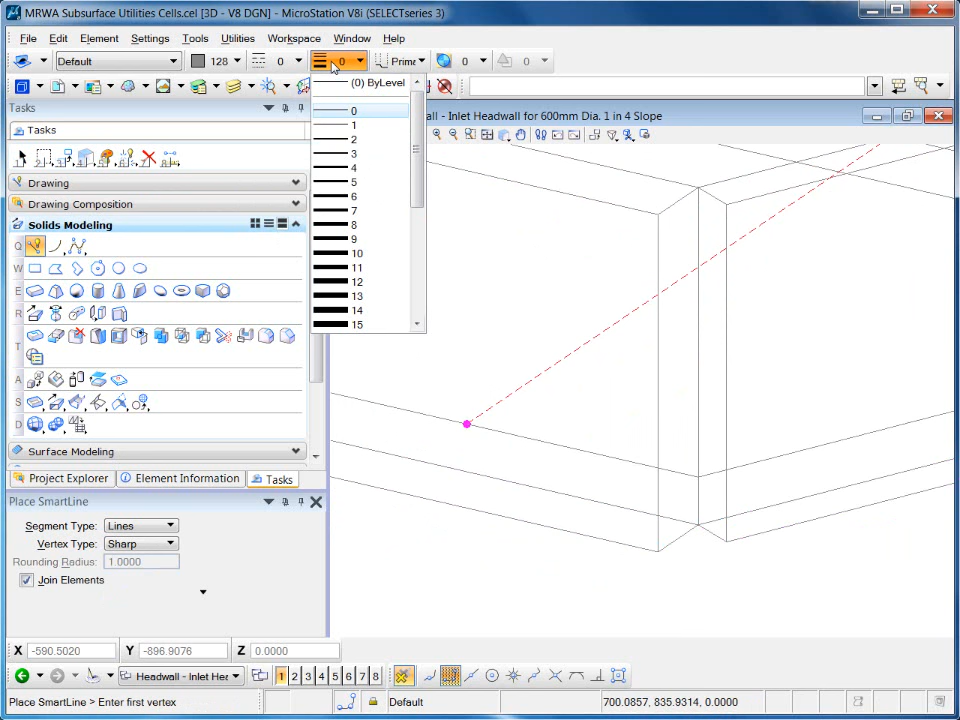 MRWA Subsurface Utilities Cells.cel [3D - V8 DGN] - MicroStation V8i (SELECTseries 3)
File Edit Element Settings Tools Utilities Workspace Window Help
Default 128 0 0 Prima 0 0
(0) ByLevel
0
1
2
3
4
5
6
7
8
9
10
11
12
13
14
15
all - Inlet Headwall for 600mm Dia. 1 in 4 Slope
Tasks
Tasks
Drawing
Drawing Composition
Solids Modeling
Q
W
E
R
T
A
S
D
Surface Modeling
Project Explorer Element Information Tasks
Place SmartLine
Segment Type: Lines
Vertex Type: Sharp
Rounding Radius: 1.0000
Join Elements
X -590.5020 Y -896.9076 Z 0.0000
Headwall - Inlet Hea 1 2 3 4 5 6 7 8
Place SmartLine > Enter first vertex Default 700.0857, 835.9314, 0.0000